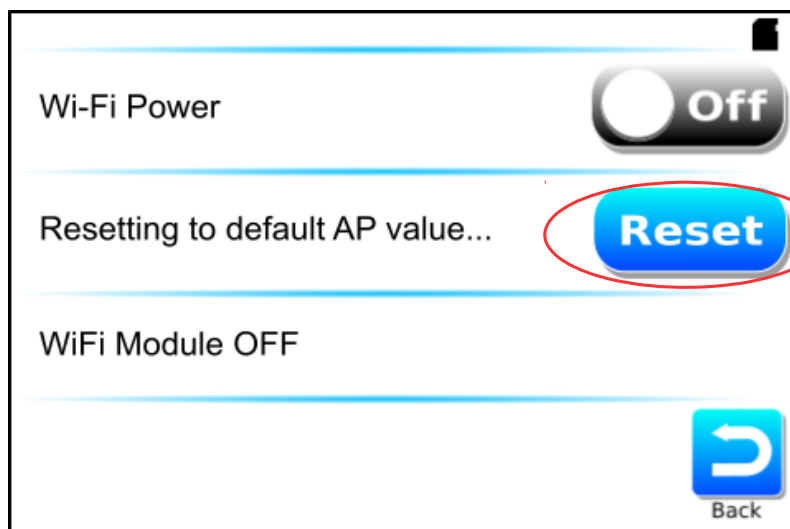 Wi-Fi Power
Off
Resetting to default AP value...
Reset
WiFi Module OFF
Back